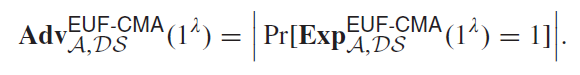 Adv^{EUF-CMA}_{A,DS}(1^λ) = | Pr[Exp^{EUF-CMA}_{A,DS}(1^λ) = 1] |.